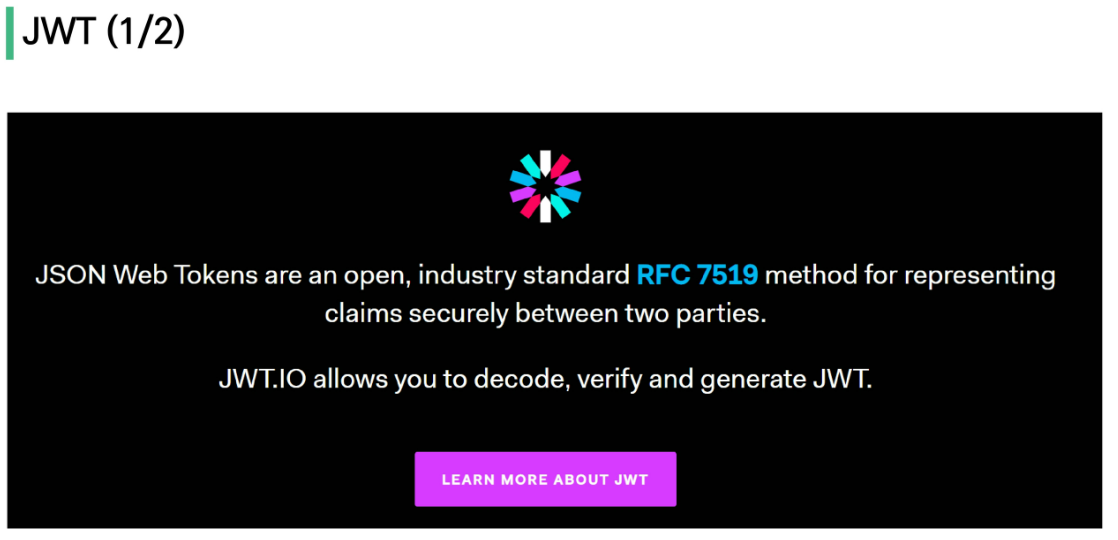 JWT (1/2)
JSON Web Tokens are an open, industry standard RFC 7519 method for representing
claims securely between two parties.
JWT.IO allows you to decode, verify and generate JWT.
LEARN MORE ABOUT JWT